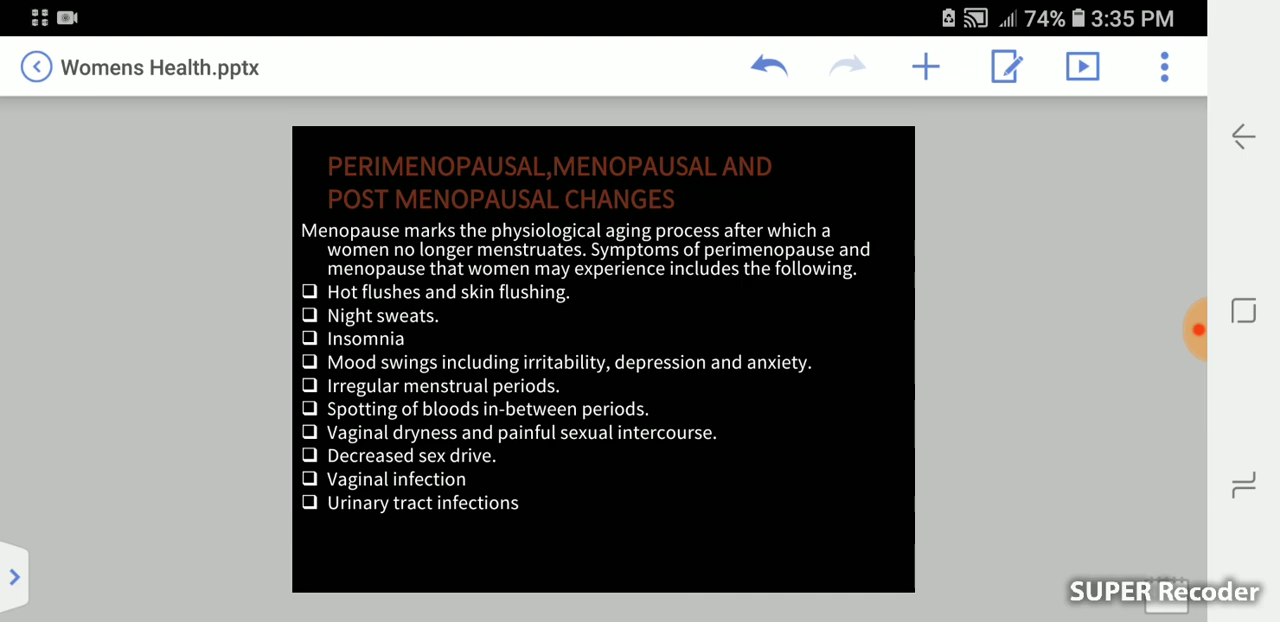 74% 3:35 PM
Womens Health.pptx
PERIMENOPAUSAL,MENOPAUSAL AND
POST MENOPAUSAL CHANGES
Menopause marks the physiological aging process after which a
women no longer menstruates. Symptoms of perimenopause and
menopause that women may experience includes the following.
Hot flushes and skin flushing.
Night sweats.
Insomnia
Mood swings including irritability, depression and anxiety.
Irregular menstrual periods.
Spotting of bloods in-between periods.
Vaginal dryness and painful sexual intercourse.
Decreased sex drive.
Vaginal infection
Urinary tract infections
SUPER Recoder